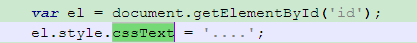 var el = document.getElementById('id');
el.style.cssText = '....';